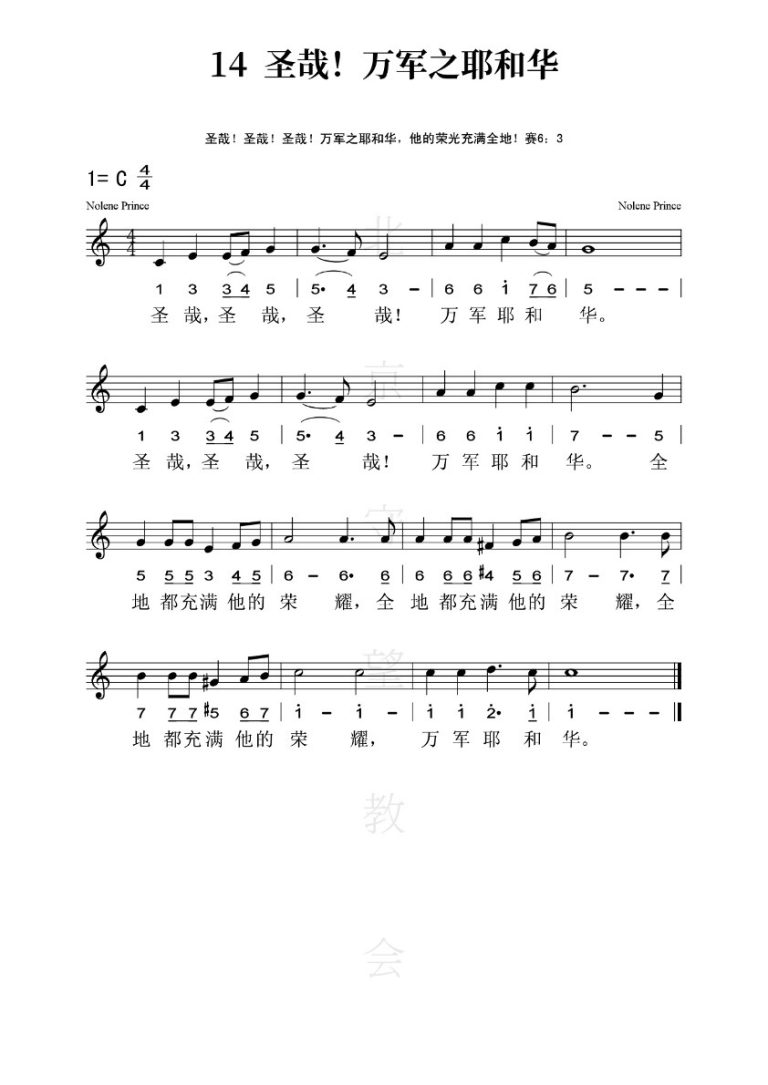 14 圣哉！万军之耶和华
圣哉！圣哉！圣哉！万军之耶和华，他的荣光充满全地！赛6：3
1= C 4/4
Nolene Prince Nolene Prince
北
1 3 3 4 5 | 5· 4 3 – | 6 6 i 7 6 | 5 – – – |
圣 哉，圣 哉，圣 哉！ 万 军 耶 和 华。
京
1 3 3 4 5 | 5· 4 3 – | 6 6 i i | 7 – – 5 |
圣 哉，圣 哉，圣 哉！ 万 军 耶 和 华。 全
守
5 5 5 3 4 5 | 6 – 6· 6 | 6 6 6 #4 5 6 | 7 – 7· 7 |
地 都充满 他的 荣 耀，全 地 都充满 他的 荣 耀，全
望
7 7 7 #5 6 7 | i – i – | i i 2̇· i | i – – – ‖
地 都充满 他的 荣 耀， 万 军 耶 和 华。
教
会